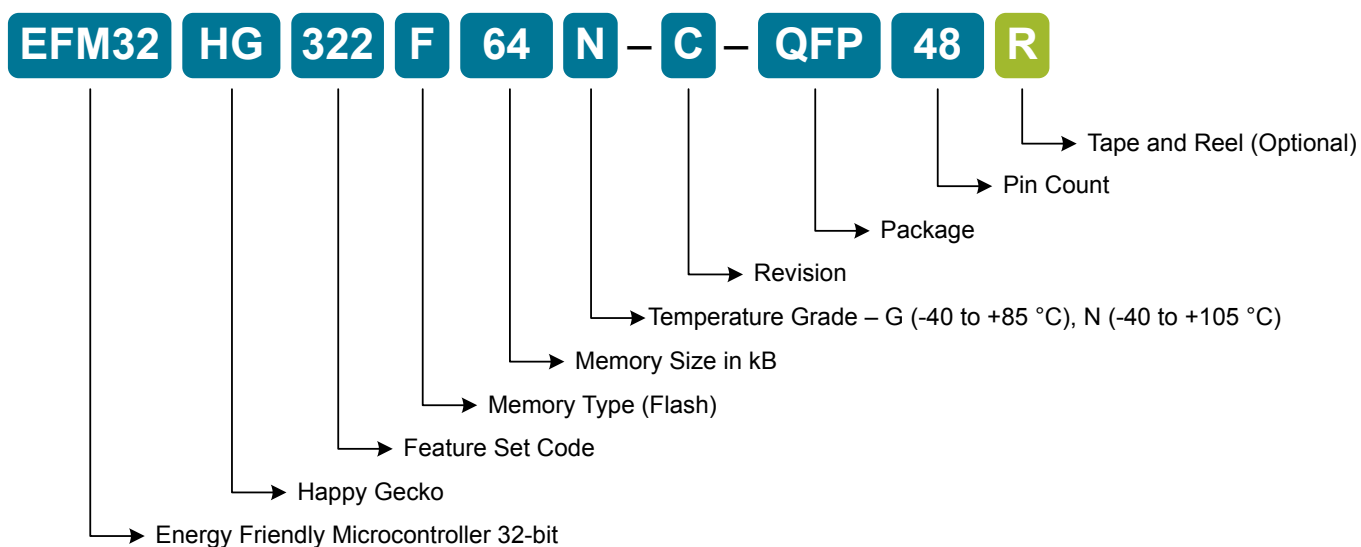 EFM32 HG 322 F 64 N – C – QFP 48 R
Tape and Reel (Optional)
Pin Count
Package
Revision
Temperature Grade – G (-40 to +85 °C), N (-40 to +105 °C)
Memory Size in kB
Memory Type (Flash)
Feature Set Code
Happy Gecko
Energy Friendly Microcontroller 32-bit